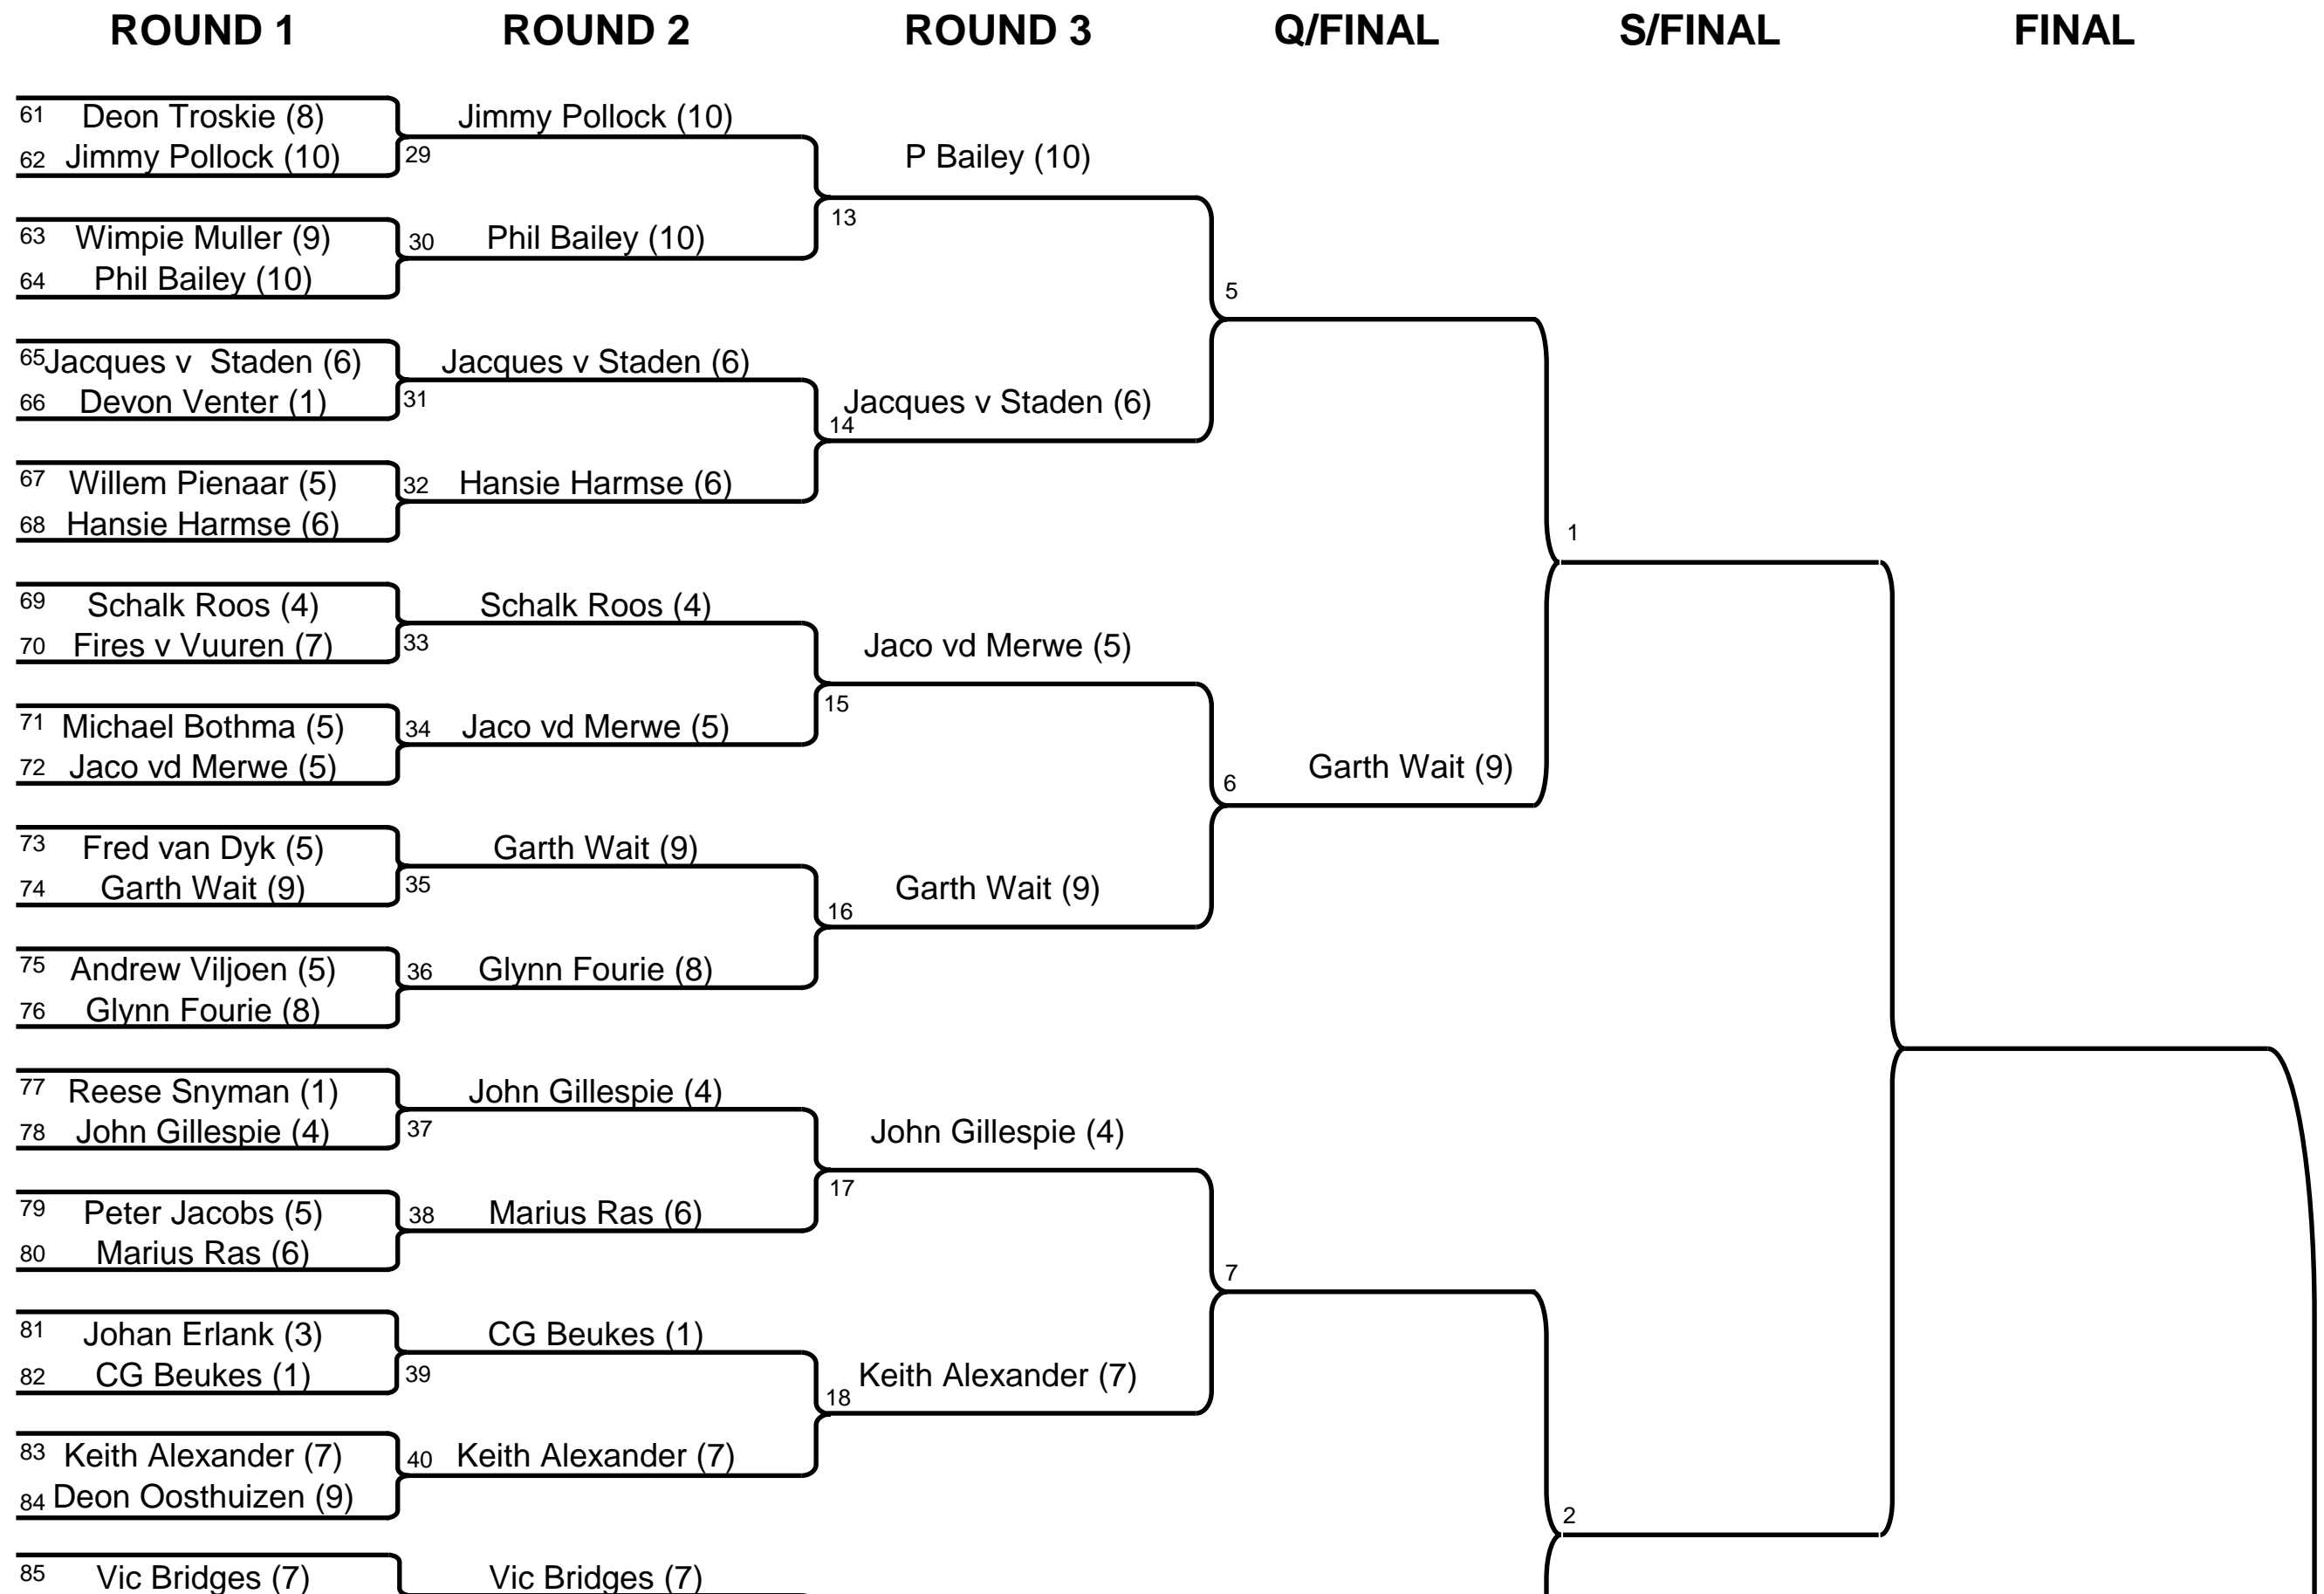 ROUND 1 ROUND 2 ROUND 3 Q/FINAL S/FINAL FINAL
61 Deon Troskie (8) Jimmy Pollock (10)
62 Jimmy Pollock (10) 29 P Bailey (10)
13
63 Wimpie Muller (9) 30 Phil Bailey (10)
64 Phil Bailey (10) 5
65 Jacques v  Staden (6) Jacques v Staden (6)
66 Devon Venter (1) 31 Jacques v Staden (6)
14
67 Willem Pienaar (5) 32 Hansie Harmse (6)
68 Hansie Harmse (6) 1
69 Schalk Roos (4) Schalk Roos (4)
70 Fires v Vuuren (7) 33 Jaco vd Merwe (5)
15
71 Michael Bothma (5) 34 Jaco vd Merwe (5)
72 Jaco vd Merwe (5) 6 Garth Wait (9)
73 Fred van Dyk (5) Garth Wait (9)
74 Garth Wait (9) 35 Garth Wait (9)
16
75 Andrew Viljoen (5) 36 Glynn Fourie (8)
76 Glynn Fourie (8)
77 Reese Snyman (1) John Gillespie (4)
78 John Gillespie (4) 37 John Gillespie (4)
17
79 Peter Jacobs (5) 38 Marius Ras (6)
80 Marius Ras (6) 7
81 Johan Erlank (3) CG Beukes (1)
82 CG Beukes (1) 39 Keith Alexander (7)
18
83 Keith Alexander (7) 40 Keith Alexander (7)
84 Deon Oosthuizen (9) 2
85 Vic Bridges (7) Vic Bridges (7)